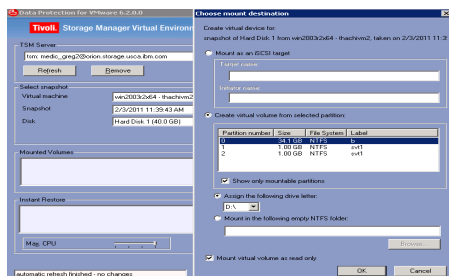 Data Protection for VMware 6.2.0.0
Tivoli. Storage Manager Virtual Environ
TSM Server
tsm: medic_greg2@orion.storage.usca.ibm.com
Refresh
Remove
Select snapshot
Virtual machine
win2003x64 - thachivm2
Snapshot
2/3/2011 11:39:43 AM
Disk
Hard Disk 1 (40.0 GB)
Mounted Volumes
Instant Restore
Max. CPU
automatic refresh finished - no changes
Choose mount destination
Create virtual device for:
snapshot of Hard Disk 1 from win2003x64 - thachivm2, taken on 2/3/2011 11:3
Mount as an iSCSI target
Target name:
Initiator name:
Create virtual volume from selected partition:
Partition number Size File System Label
0 34.1 GB NTFS b
1 1.00 GB NTFS svt1
2 1.00 GB NTFS svt1
Show only mountable partitions
Assign the following drive letter:
D:\
Mount in the following empty NTFS folder:
Browse...
Mount virtual volume as read only
OK
Cancel